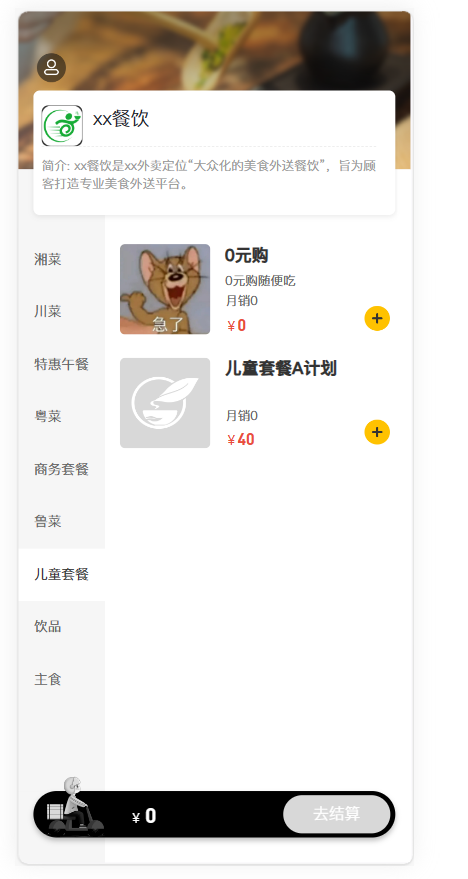 xx餐饮
简介: xx餐饮是xx外卖定位“大众化的美食外送餐饮”，旨为顾
客打造专业美食外送平台。
湘菜
川菜
特惠午餐
粤菜
商务套餐
鲁菜
儿童套餐
饮品
主食
急了
0元购
0元购随便吃
月销0
￥0
儿童套餐A计划
月销0
￥40
￥0
去结算